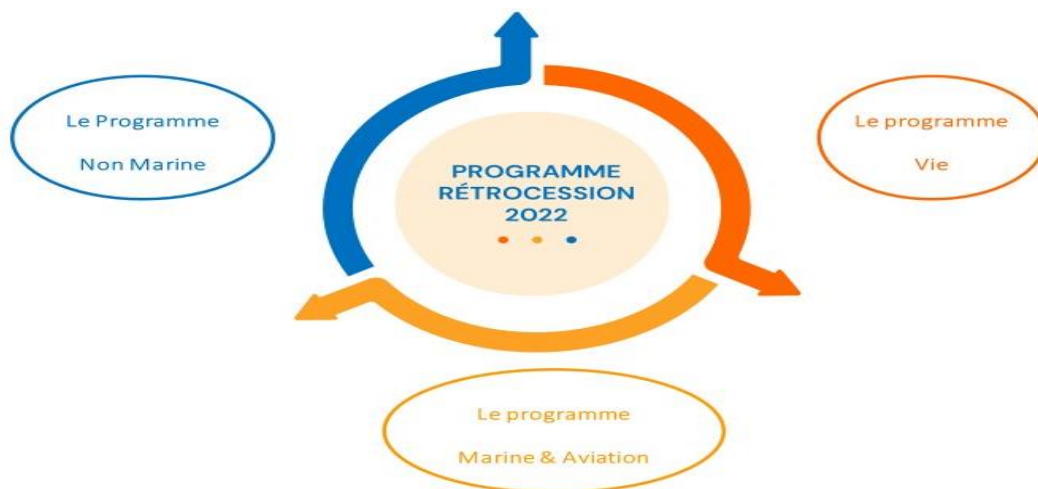 Le Programme
Non Marine
PROGRAMME
RÉTROCESSION
2022
Le programme
Vie
Le programme
Marine & Aviation